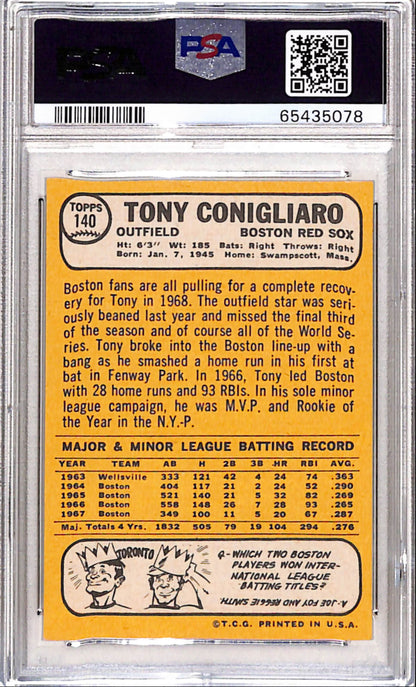 PSA
PSA
65435078
TOPPS
140
TONY CONIGLIARO
OUTFIELD BOSTON RED SOX
Ht: 6'3" Wt: 185 Bats: Right Throws: Right
Born: Jan. 7, 1945 Home: Swampscott, Mass.
Boston fans are all pulling for a complete recov-
ery for Tony in 1968. The outfield star was seri-
ously beaned last year and missed the final third
of the season and of course all of the World Se-
ries. Tony broke into the Boston line-up with a
bang as he smashed a home run in his first at
bat in Fenway Park. In 1966, Tony led Boston
with 28 home runs and 93 RBIs. In his sole minor
league campaign, he was M.V.P. and Rookie of
the Year in the N.Y.-P.
MAJOR & MINOR LEAGUE BATTING RECORD
YEAR TEAM AB H 2B 3B HR RBI AVG.
1963 Wellsville 333 121 42 4 24 74 .363
1964 Boston 404 117 21 2 24 52 .290
1965 Boston 521 140 21 5 32 82 .269
1966 Boston 558 148 26 7 28 93 .265
1967 Boston 349 100 11 5 20 67 .287
Maj. Totals 4 Yrs. 1832 505 79 19 104 294 .276
TORONTO
Q-WHICH TWO BOSTON
PLAYERS WON INTER-
NATIONAL LEAGUE
BATTING TITLES?
A-JOE FOY AND REGGIE SMITH.
©T.C.G. PRINTED IN U.S.A.